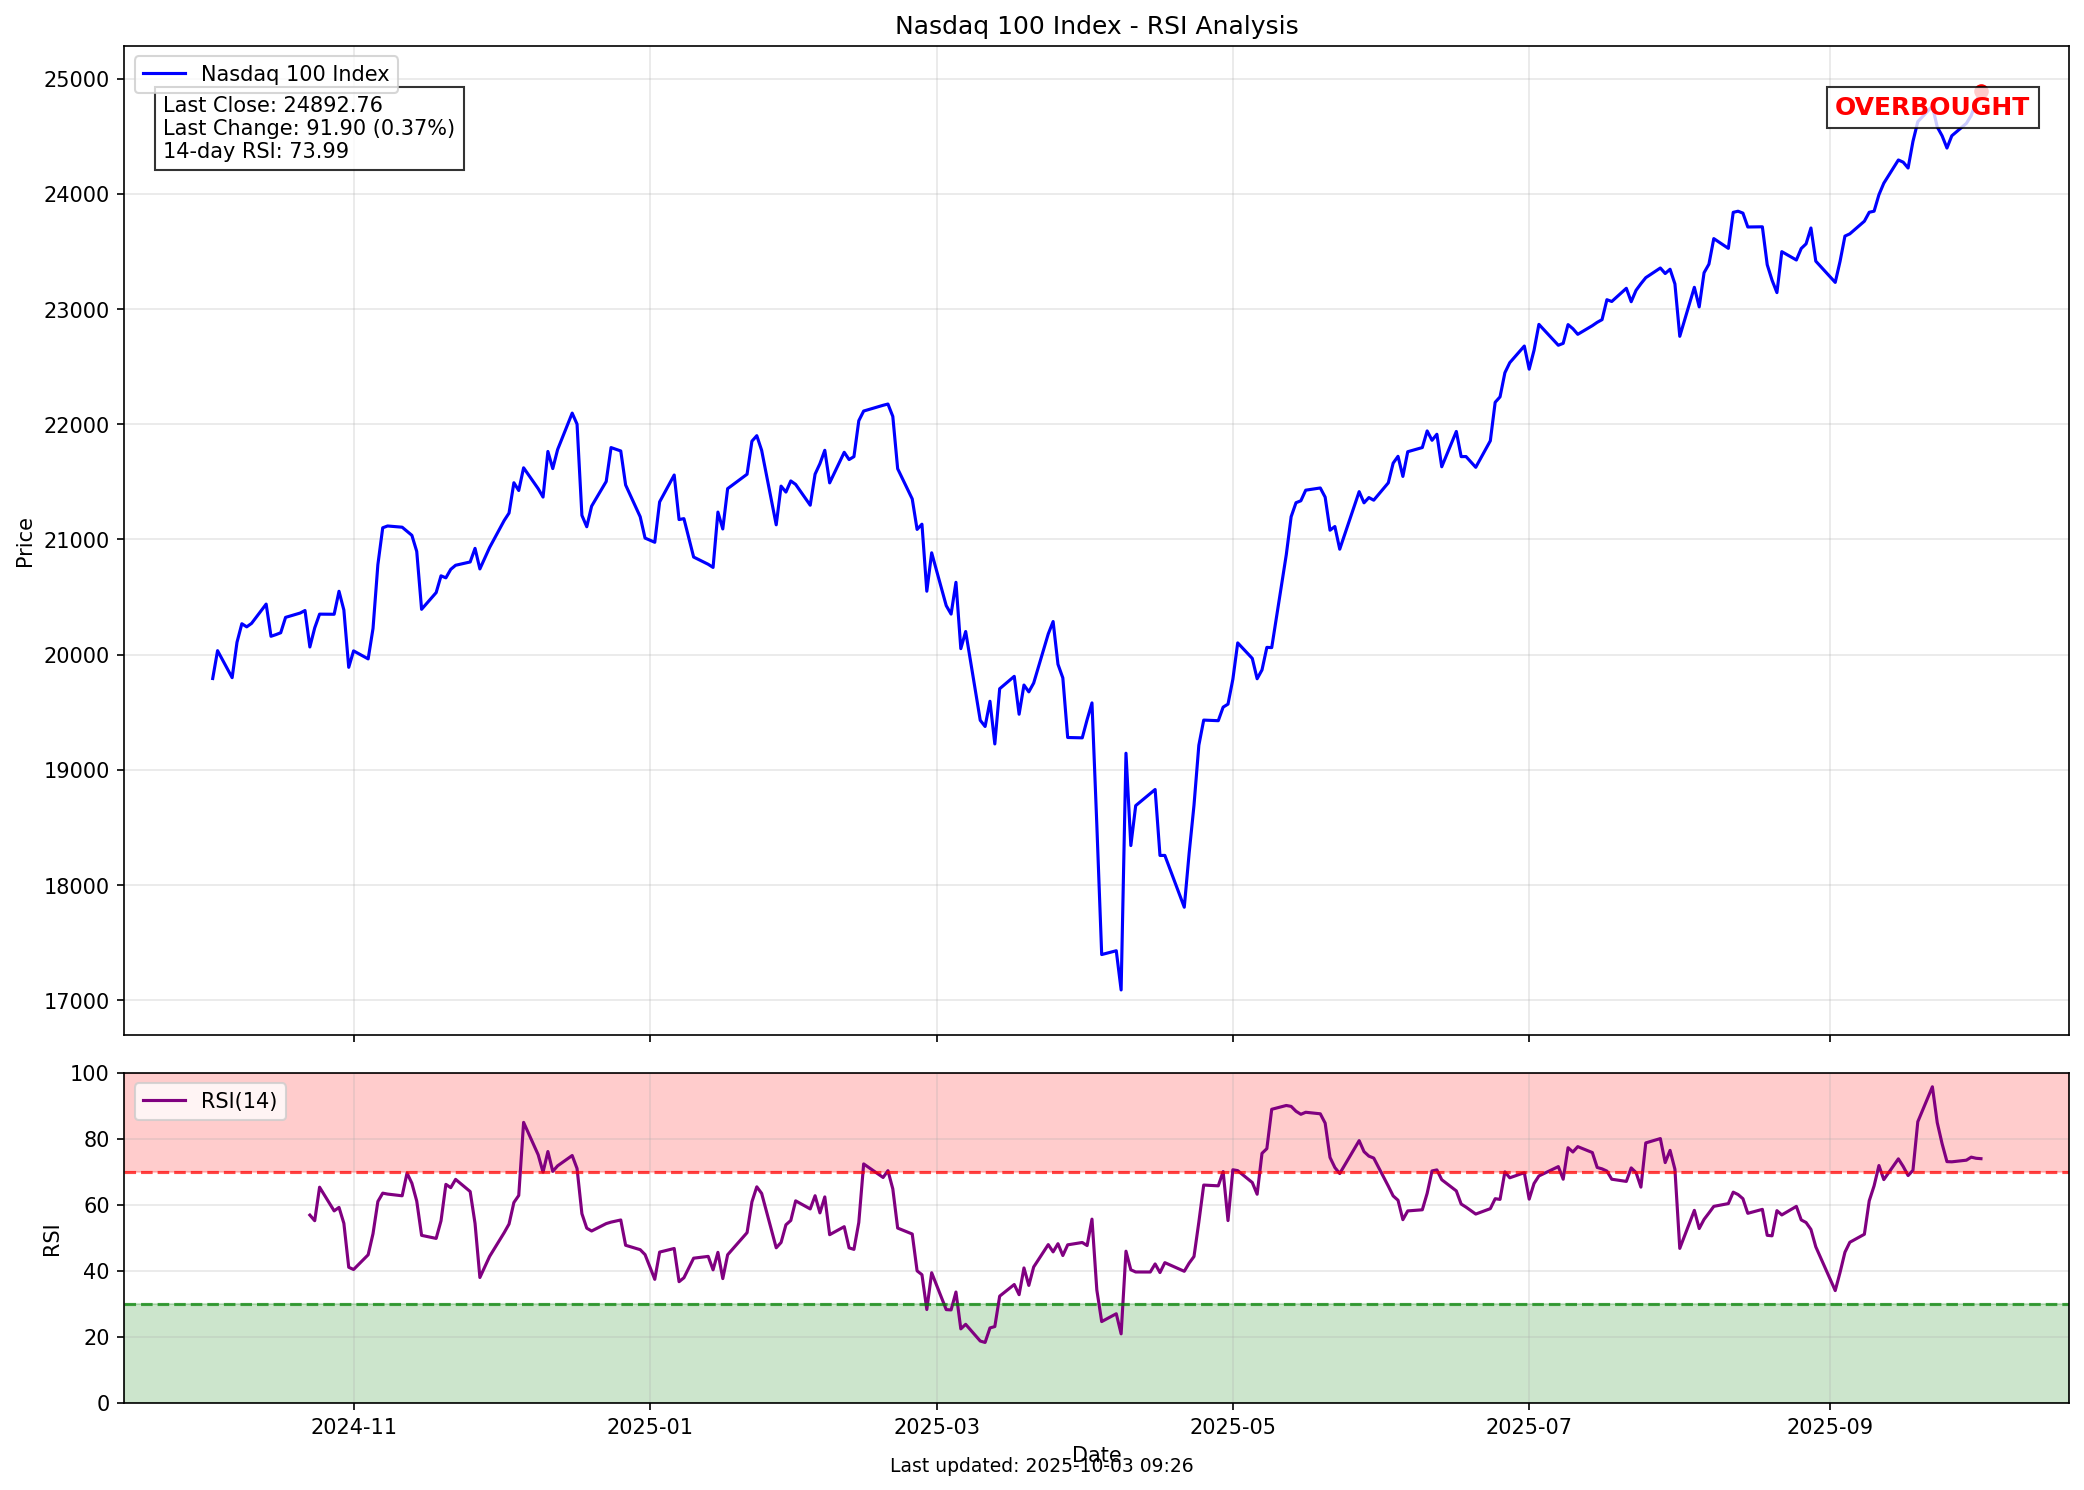 Nasdaq 100 Index - RSI Analysis
Nasdaq 100 Index
Last Close: 24892.76
Last Change: 91.90 (0.37%)
14-day RSI: 73.99
OVERBOUGHT
25000
24000
23000
22000
21000
20000
19000
18000
17000
Price
RSI(14)
100
80
60
40
20
0
RSI
2024-11
2025-01
2025-03
2025-05
2025-07
2025-09
Date
Last updated: 2025-10-03 09:26